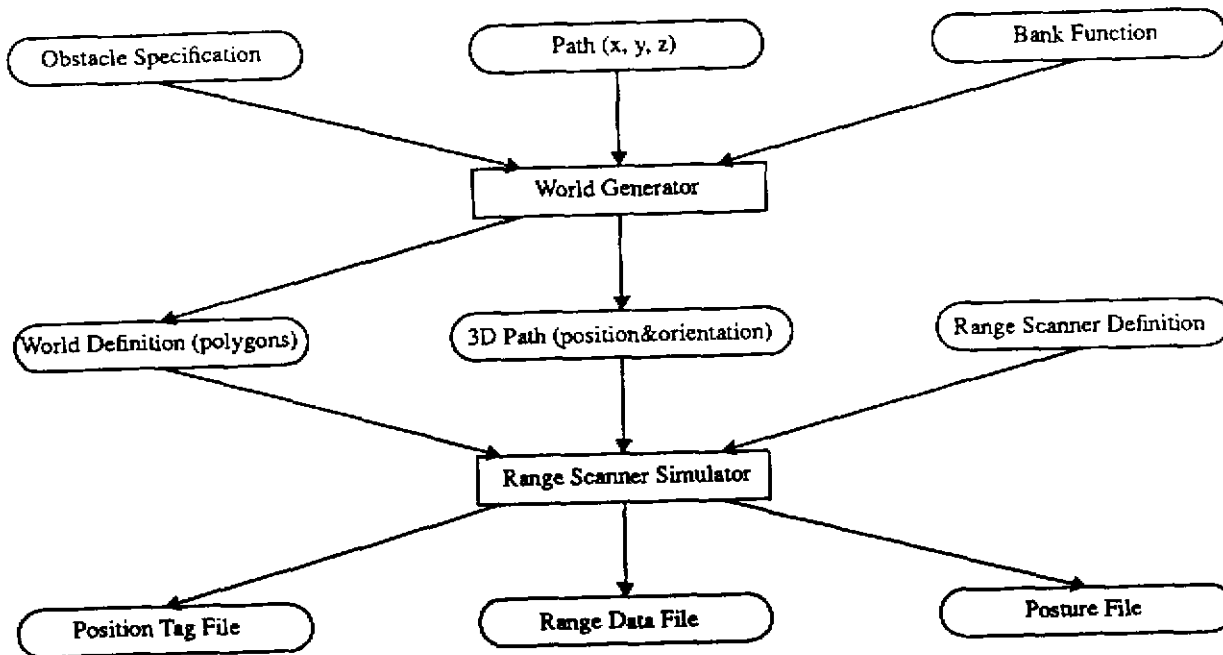 Obstacle Specification
Path (x, y, z)
Bank Function
World Generator
World Definition (polygons)
3D Path (position&orientation)
Range Scanner Definition
Range Scanner Simulator
Position Tag File
Range Data File
Posture File